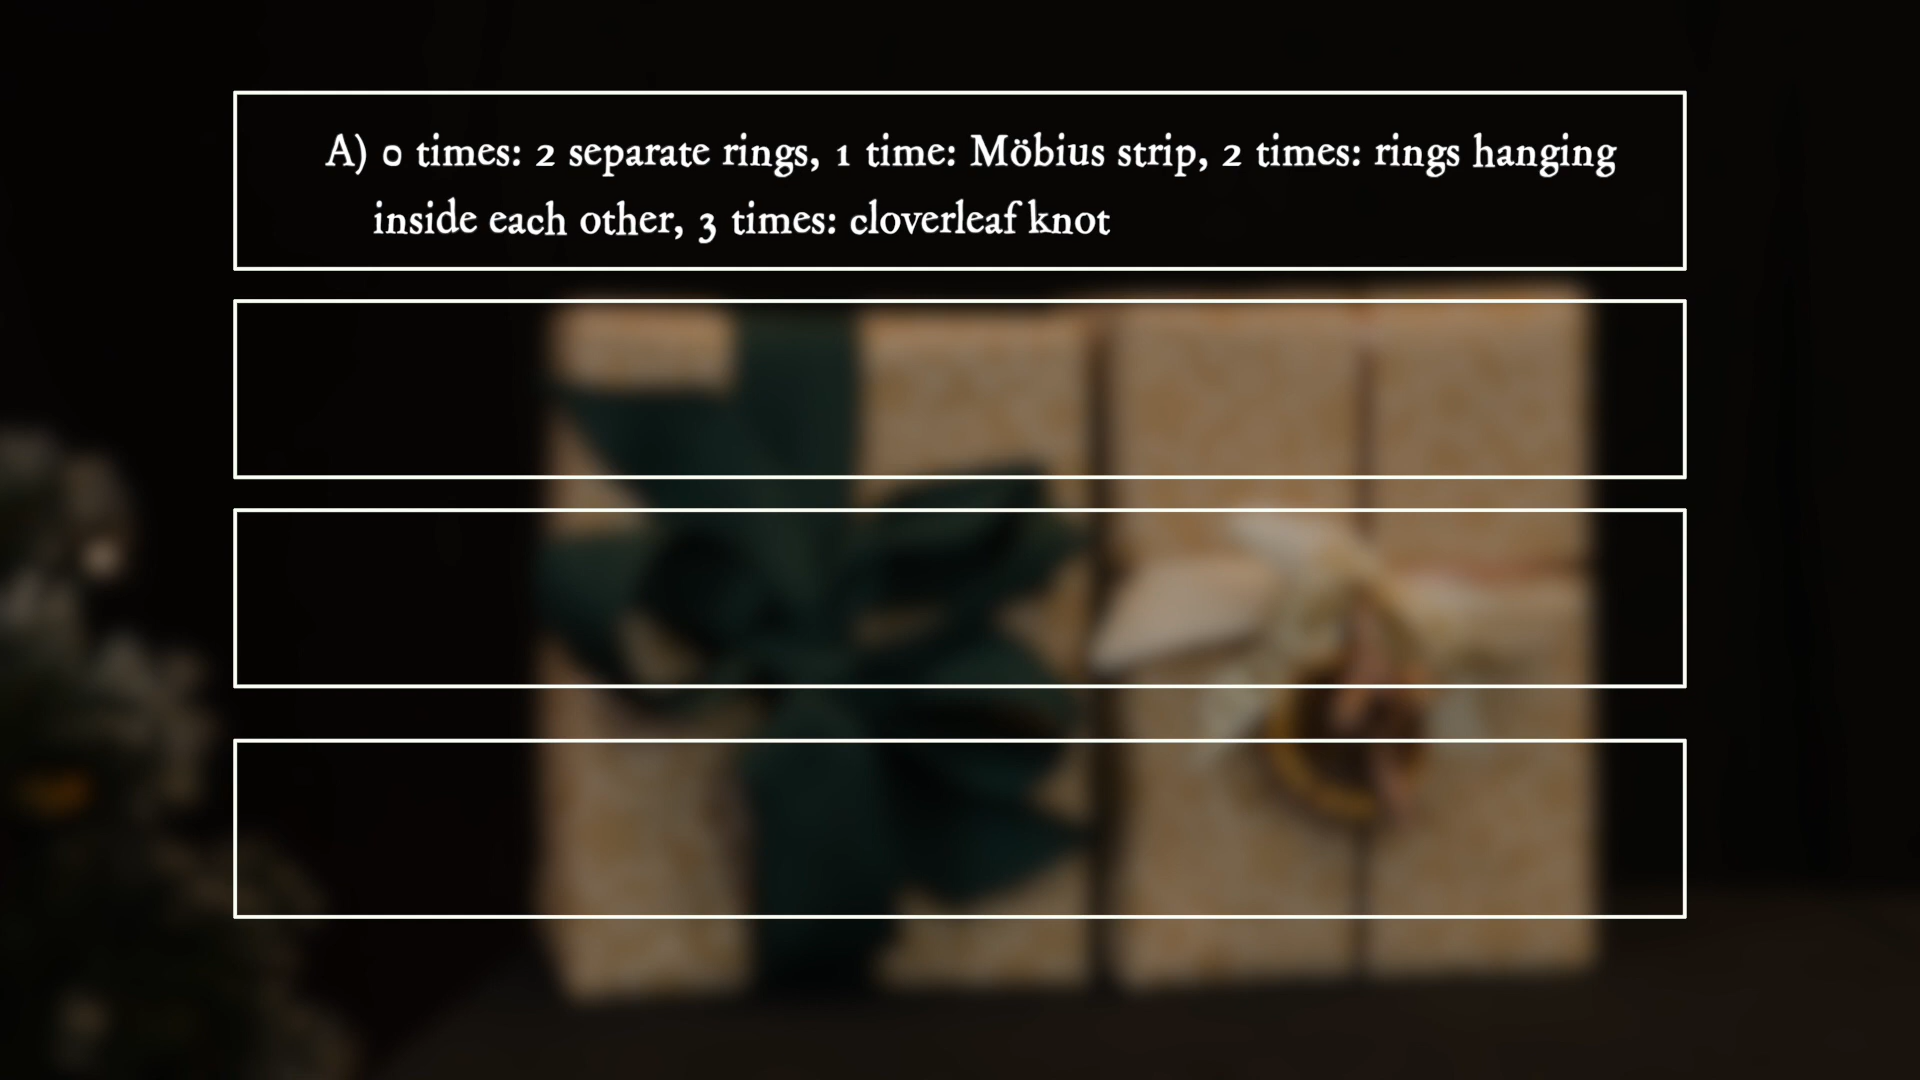 A) 0 times: 2 separate rings, 1 time: Möbius strip, 2 times: rings hanging
inside each other, 3 times: cloverleaf knot